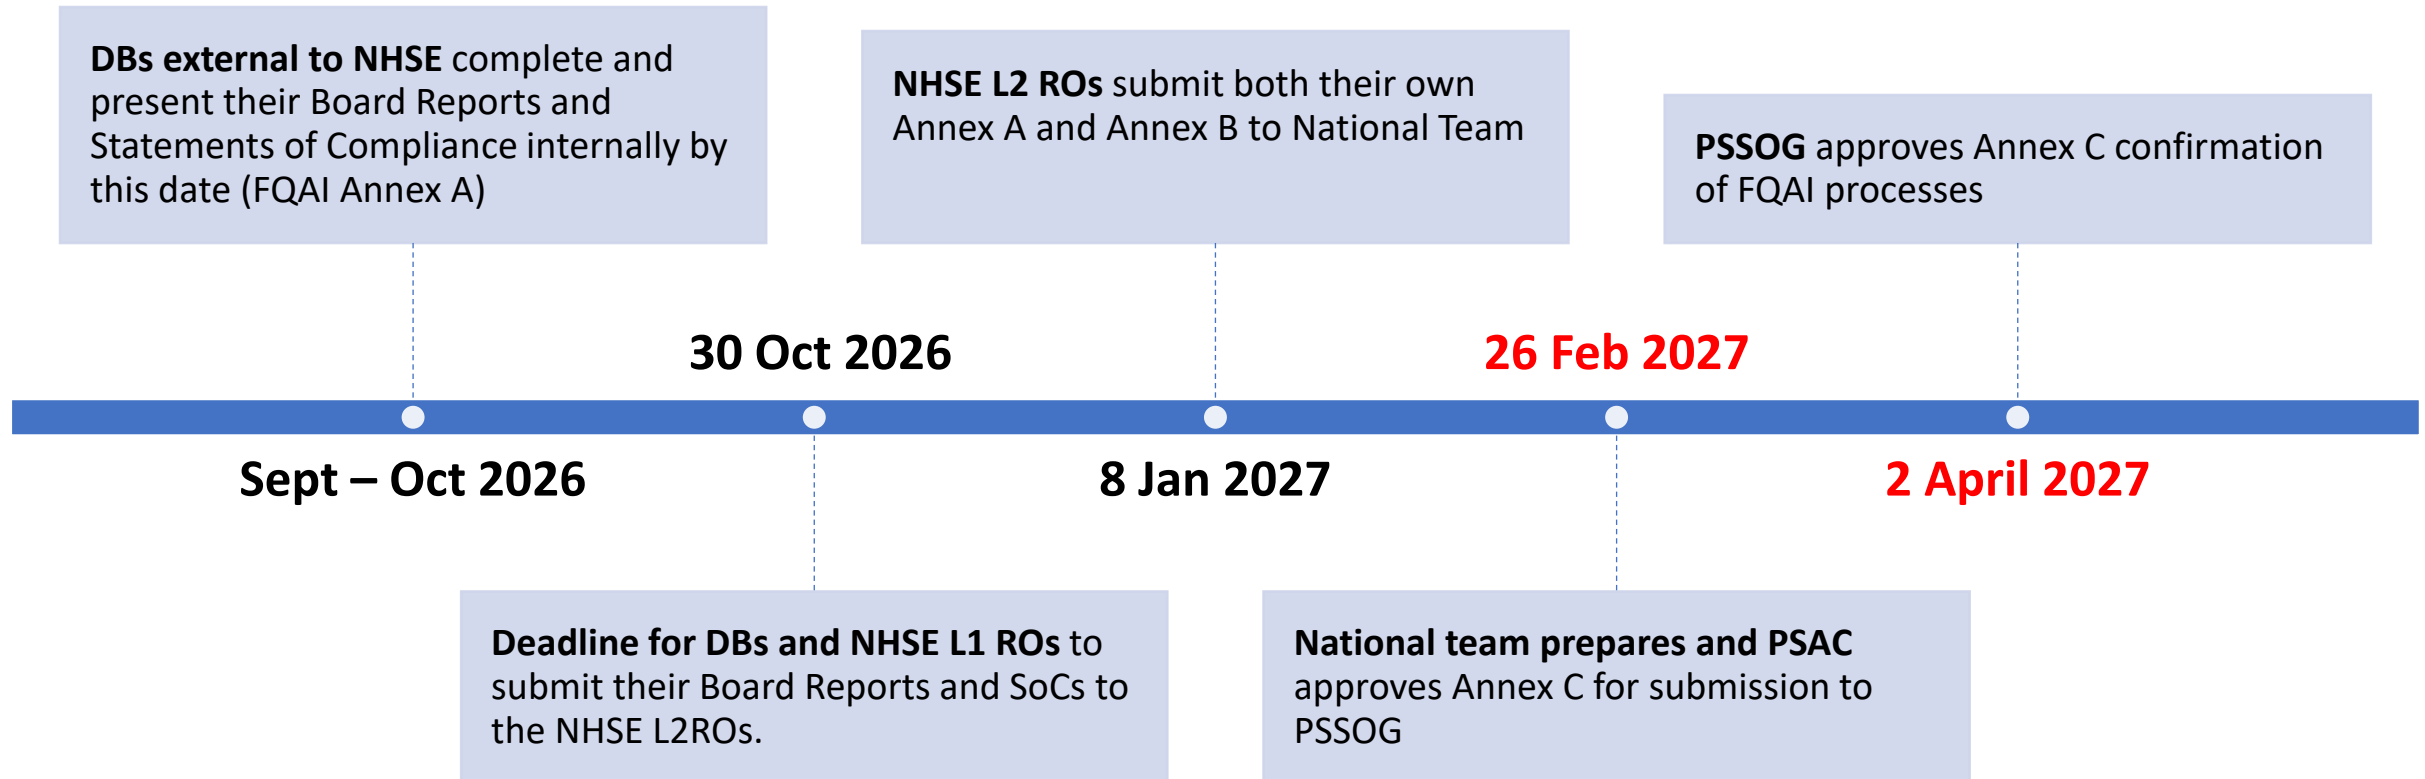 DBs external to NHSE complete and
present their Board Reports and
Statements of Compliance internally by
this date (FQAI Annex A)
NHSE L2 ROs submit both their own
Annex A and Annex B to National Team
PSSOG approves Annex C confirmation
of FQAI processes
30 Oct 2026
26 Feb 2027
Sept – Oct 2026
8 Jan 2027
2 April 2027
Deadline for DBs and NHSE L1 ROs to
submit their Board Reports and SoCs to
the NHSE L2ROs.
National team prepares and PSAC
approves Annex C for submission to
PSSOG